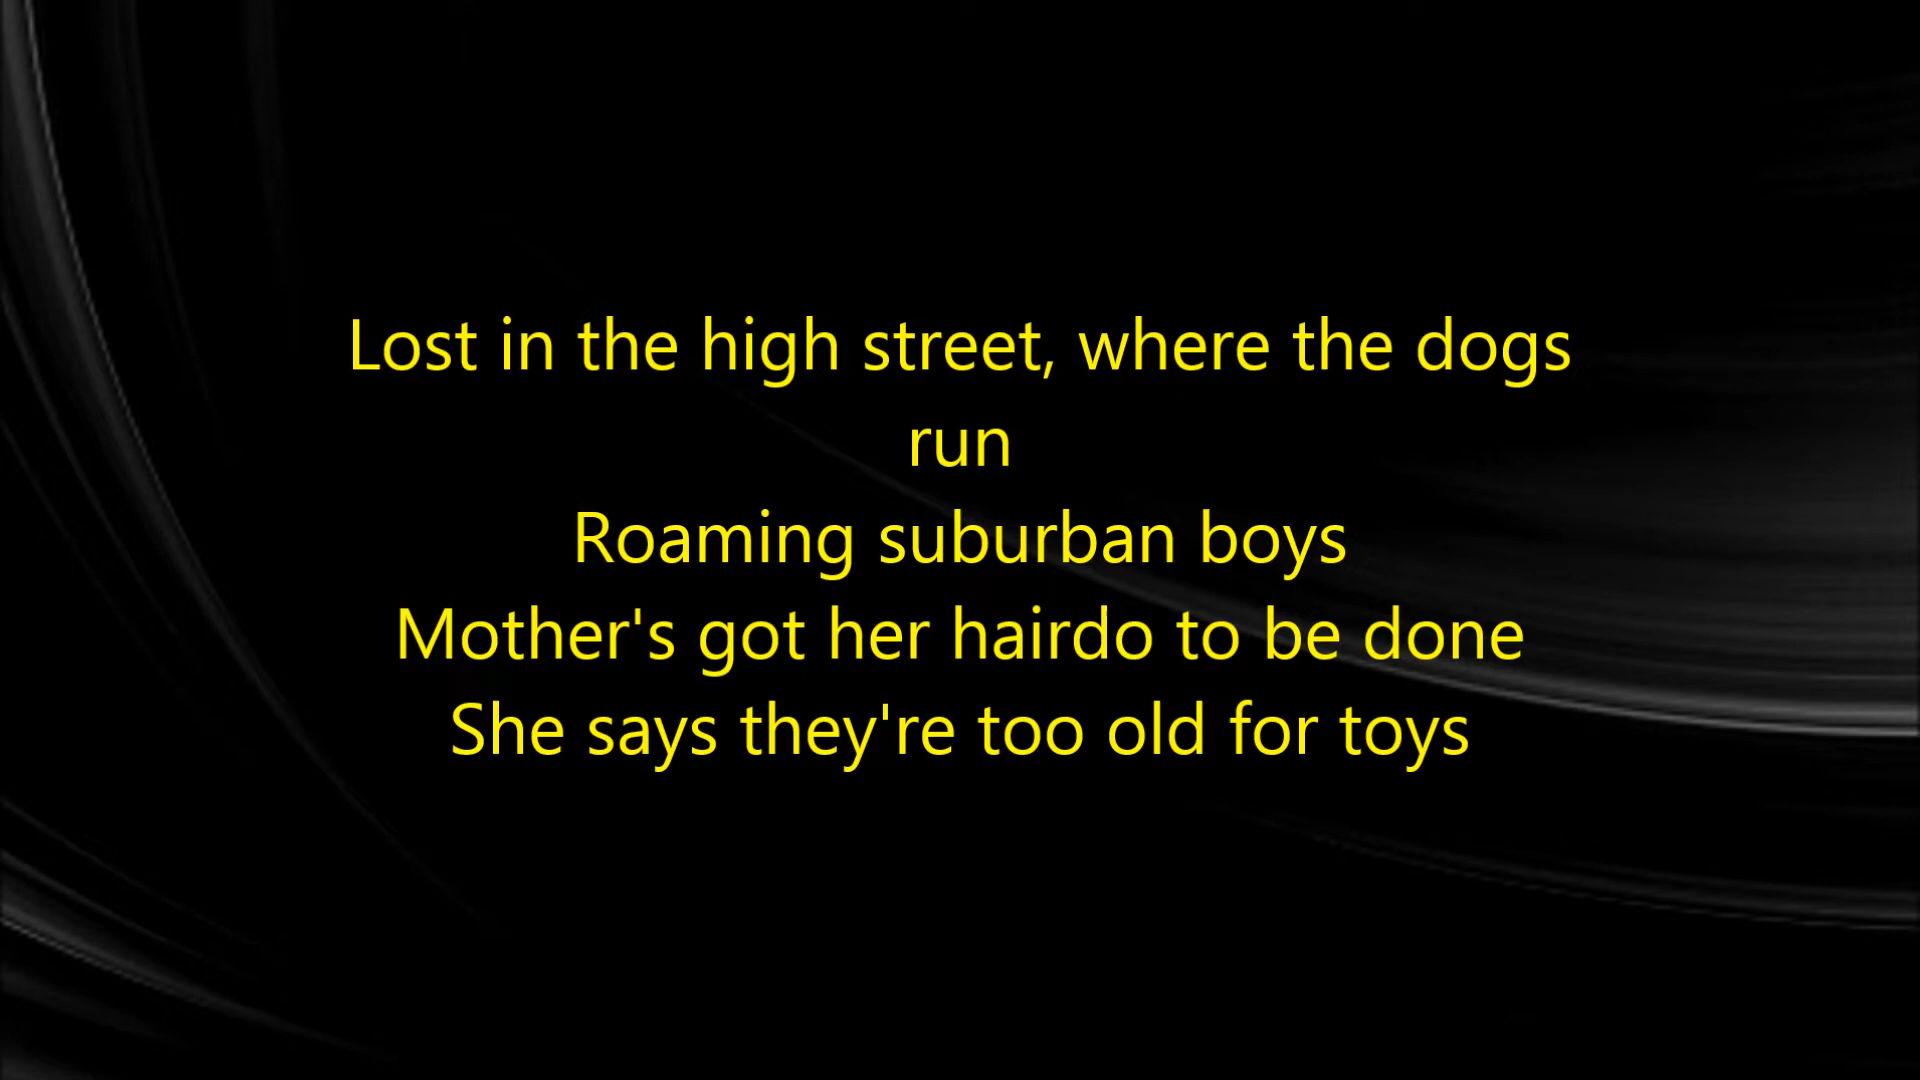 Lost in the high street, where the dogs
run
Roaming suburban boys
Mother's got her hairdo to be done
She says they're too old for toys